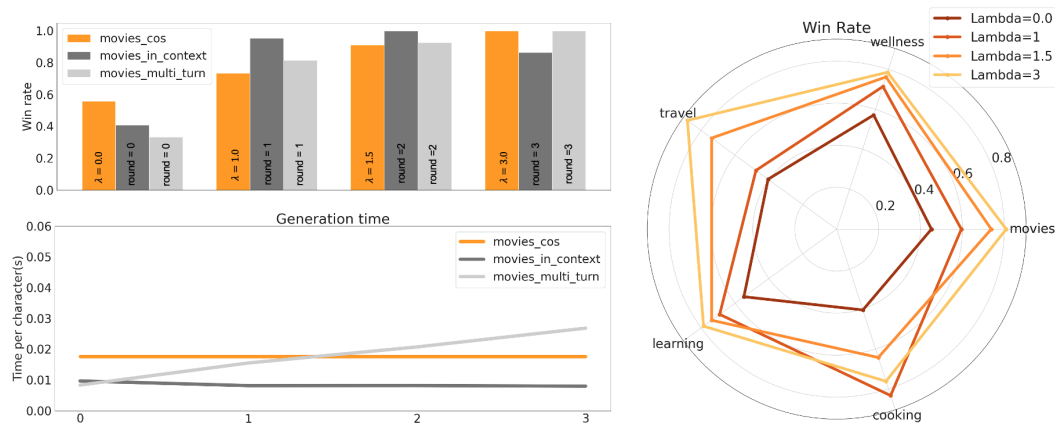 Win rate
1.0
0.8
0.6
0.4
0.2
0.0
movies_cos
movies_in_context
movies_multi_turn
λ = 0.0
round = 0
round = 0
λ = 1.0
round = 1
round = 1
λ = 1.5
round =2
round =2
λ = 3.0
round = 3
round =3
Generation time
Time per character(s)
0.06
0.05
0.04
0.03
0.02
0.01
0.00
movies_cos
movies_in_context
movies_multi_turn
0
1
2
3
Win Rate
Lambda=0.0
Lambda=1
Lambda=1.5
Lambda=3
wellness
travel
0.8
0.6
0.4
0.2
movies
learning
cooking